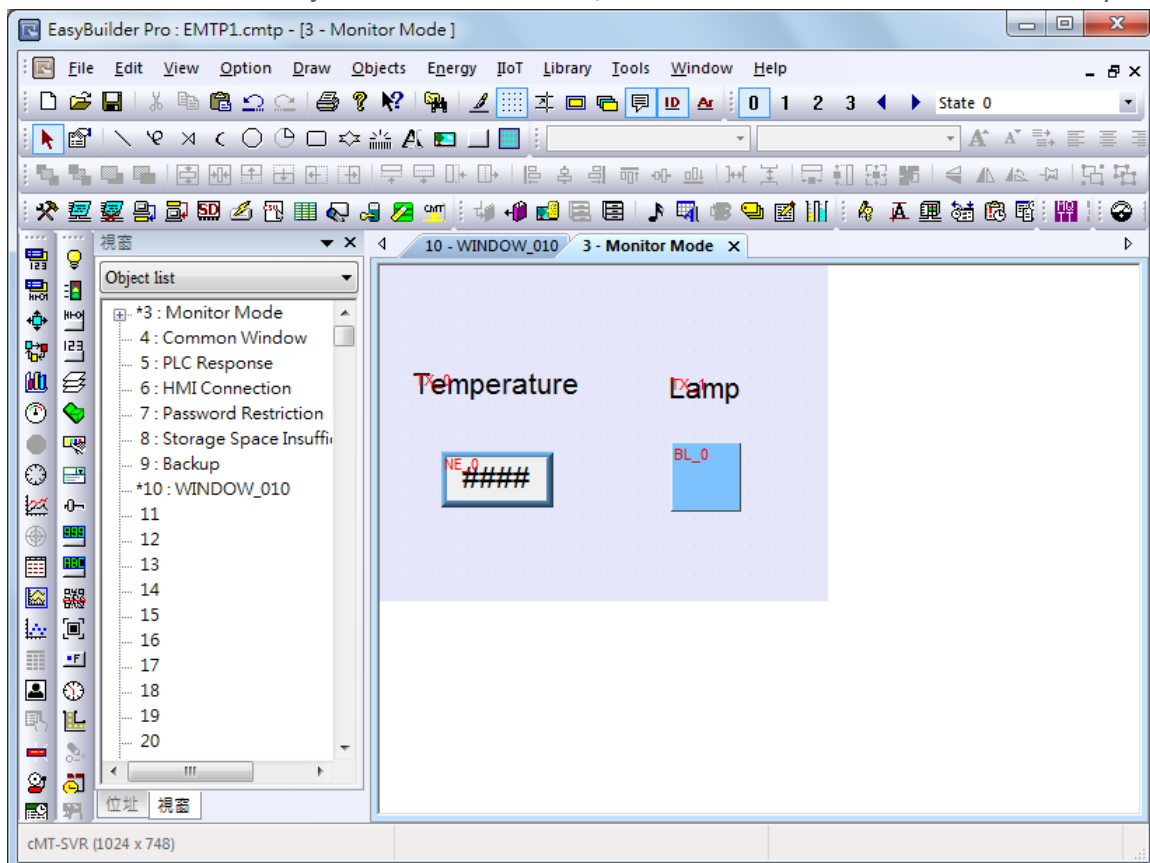 EasyBuilder Pro : EMTP1.cmtp - [3 - Monitor Mode ]
File Edit View Option Draw Objects Energy IIoT Library Tools Window Help
ID 0 1 2 3 State 0
視窗
10 - WINDOW_010 3 - Monitor Mode
Object list
*3 : Monitor Mode
4 : Common Window
5 : PLC Response
6 : HMI Connection
7 : Password Restriction
8 : Storage Space Insuffi
9 : Backup
*10 : WINDOW_010
11
12
13
14
15
16
17
18
19
20
位址 視窗
TX_0 Temperature
TX_1 Lamp
NE_0 ####
BL_0
cMT-SVR (1024 x 748)